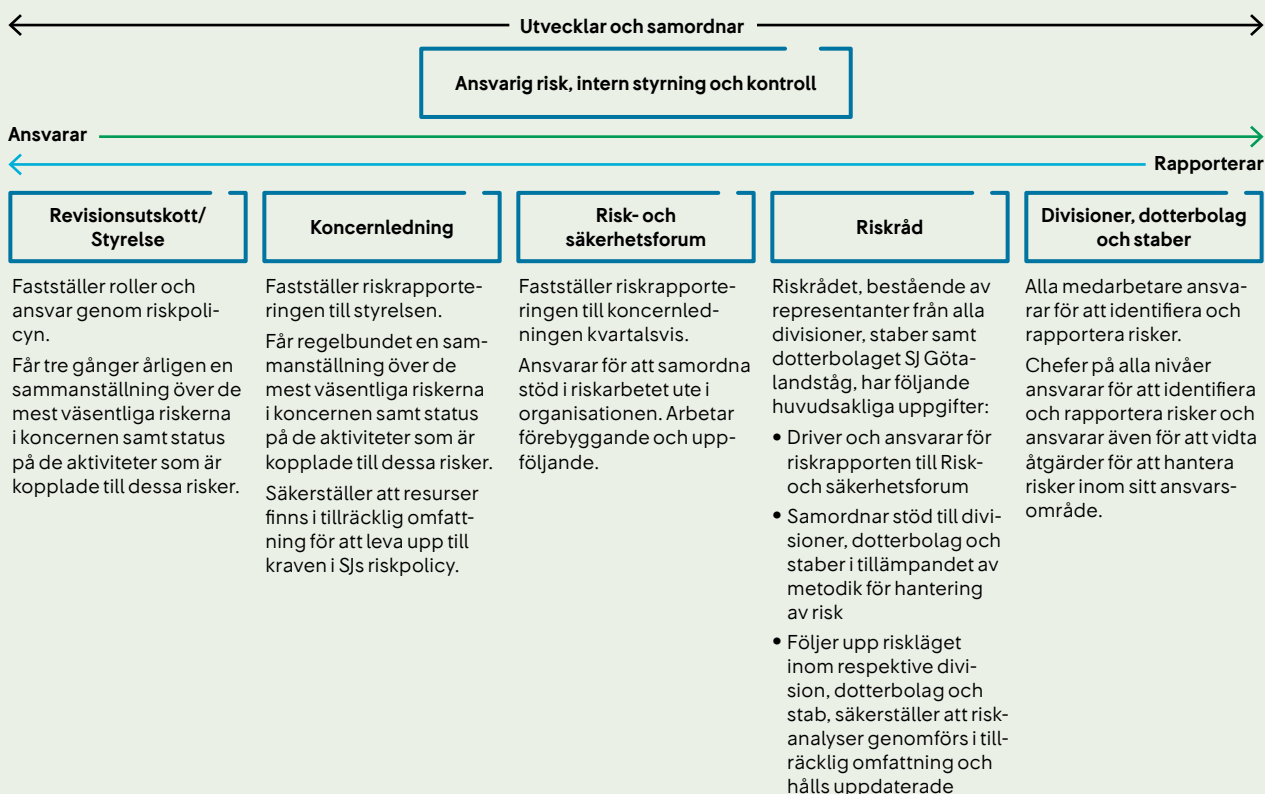 Utvecklar och samordnar
Ansvarig risk, intern styrning och kontroll
Ansvarar
Rapporterar
Revisionsutskott/
Styrelse
Fastställer roller och
ansvar genom riskpoli-
cyn.
Får tre gånger årligen en
sammanställning över de
mest väsentliga riskerna
i koncernen samt status
på de aktiviteter som är
kopplade till dessa risker.
Koncernledning
Fastställer riskrapporte-
ringen till styrelsen.
Får regelbundet en sam-
manställning över de
mest väsentliga riskerna
i koncernen samt status
på de aktiviteter som är
kopplade till dessa risker.
Säkerställer att resurser
finns i tillräcklig omfatt-
ning för att leva upp till
kraven i SJs riskpolicy.
Risk- och
säkerhetsforum
Fastställer riskrapporte-
ringen till koncernled-
ningen kvartalsvis.
Ansvarar för att samordna
stöd i riskarbetet ute i
organisationen. Arbetar
förebyggande och upp-
följande.
Riskråd
Riskrådet, bestående av
representanter från alla
divisioner, staber samt
dotterbolaget SJ Göta-
landståg, har följande
huvudsakliga uppgifter:
• Driver och ansvarar för
riskrapporten till Risk-
och säkerhetsforum
• Samordnar stöd till divi-
sioner, dotterbolag och
staber i tillämpandet av
metodik för hantering
av risk
• Följer upp riskläget
inom respektive divi-
sion, dotterbolag och
stab, säkerställer att risk-
analyser genomförs i till-
räcklig omfattning och
hålls uppdaterade
Divisioner, dotterbolag
och staber
Alla medarbetare ansva-
rar för att identifiera och
rapportera risker.
Chefer på alla nivåer
ansvarar för att identifiera
och rapportera risker och
ansvarar även för att vidta
åtgärder för att hantera
risker inom sitt ansvars-
område.